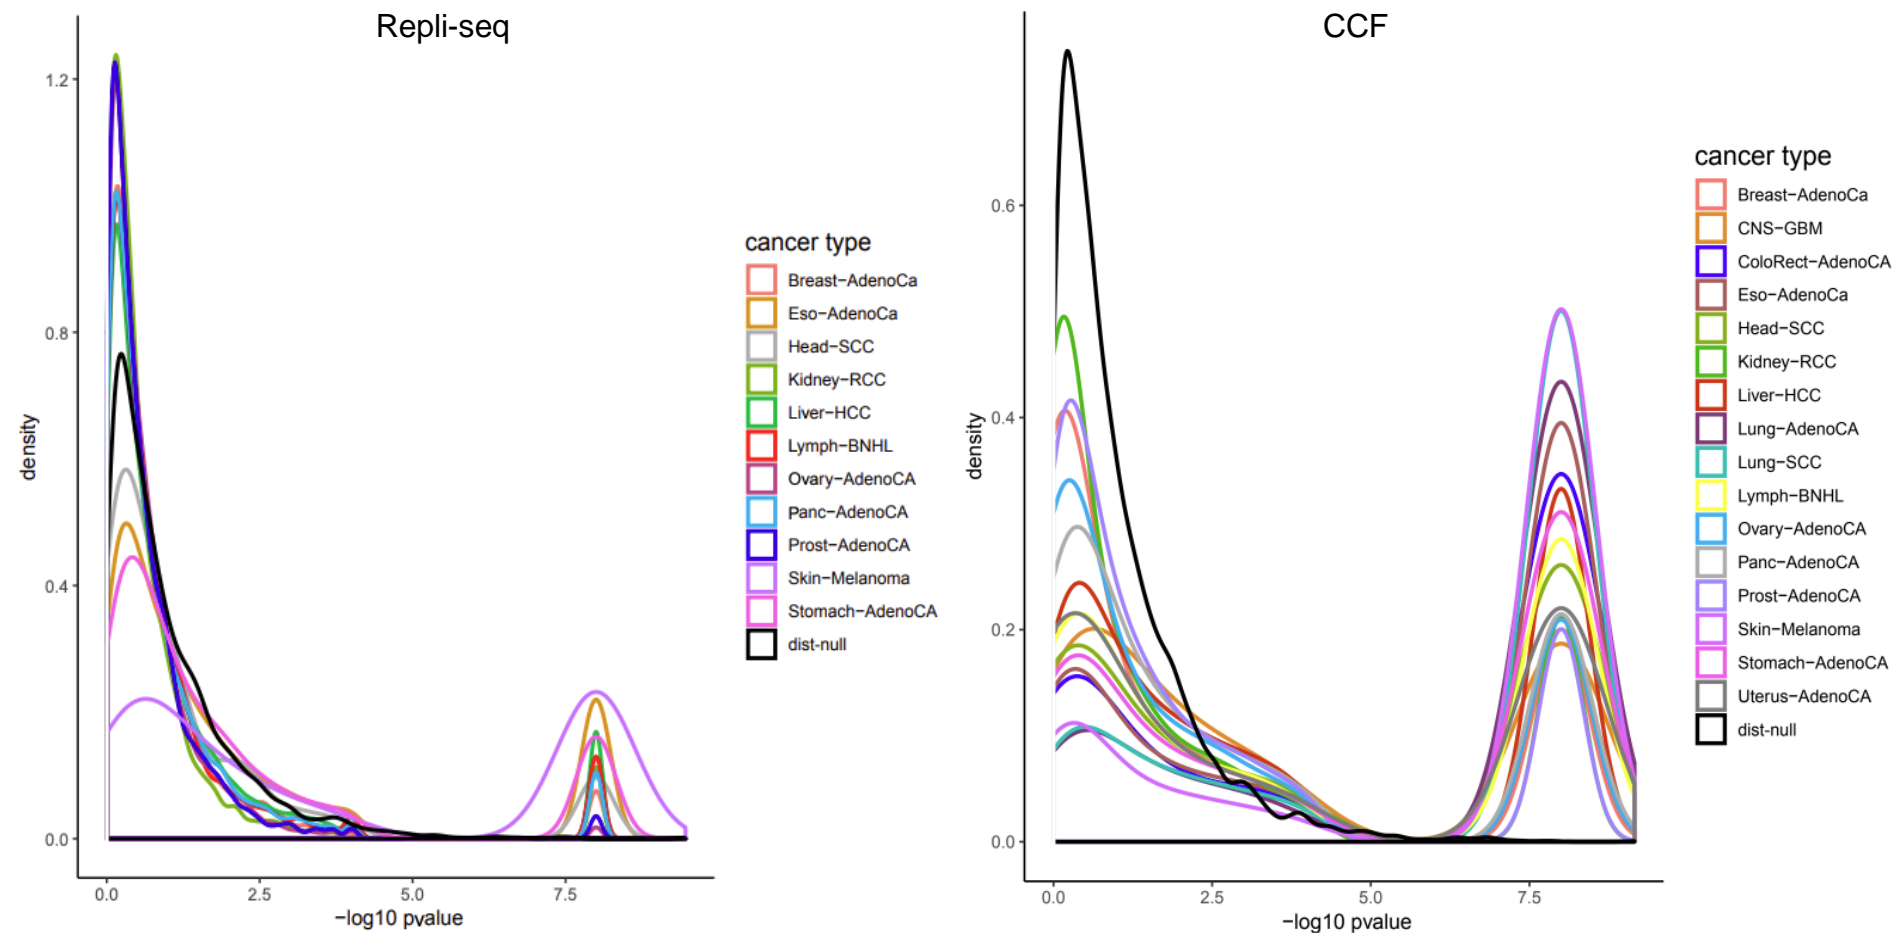 Repli-seq
density
1.2
0.8
0.4
0.0
0.0 2.5 5.0 7.5
−log10 pvalue
cancer type
Breast−AdenoCa
Eso−AdenoCa
Head−SCC
Kidney−RCC
Liver−HCC
Lymph−BNHL
Ovary−AdenoCA
Panc−AdenoCA
Prost−AdenoCA
Skin−Melanoma
Stomach−AdenoCA
dist-null
CCF
density
0.6
0.4
0.2
0.0
0.0 2.5 5.0 7.5
−log10 pvalue
cancer type
Breast−AdenoCa
CNS−GBM
ColoRect−AdenoCA
Eso−AdenoCa
Head−SCC
Kidney−RCC
Liver−HCC
Lung−AdenoCA
Lung−SCC
Lymph−BNHL
Ovary−AdenoCA
Panc−AdenoCA
Prost−AdenoCA
Skin−Melanoma
Stomach−AdenoCA
Uterus−AdenoCA
dist-null